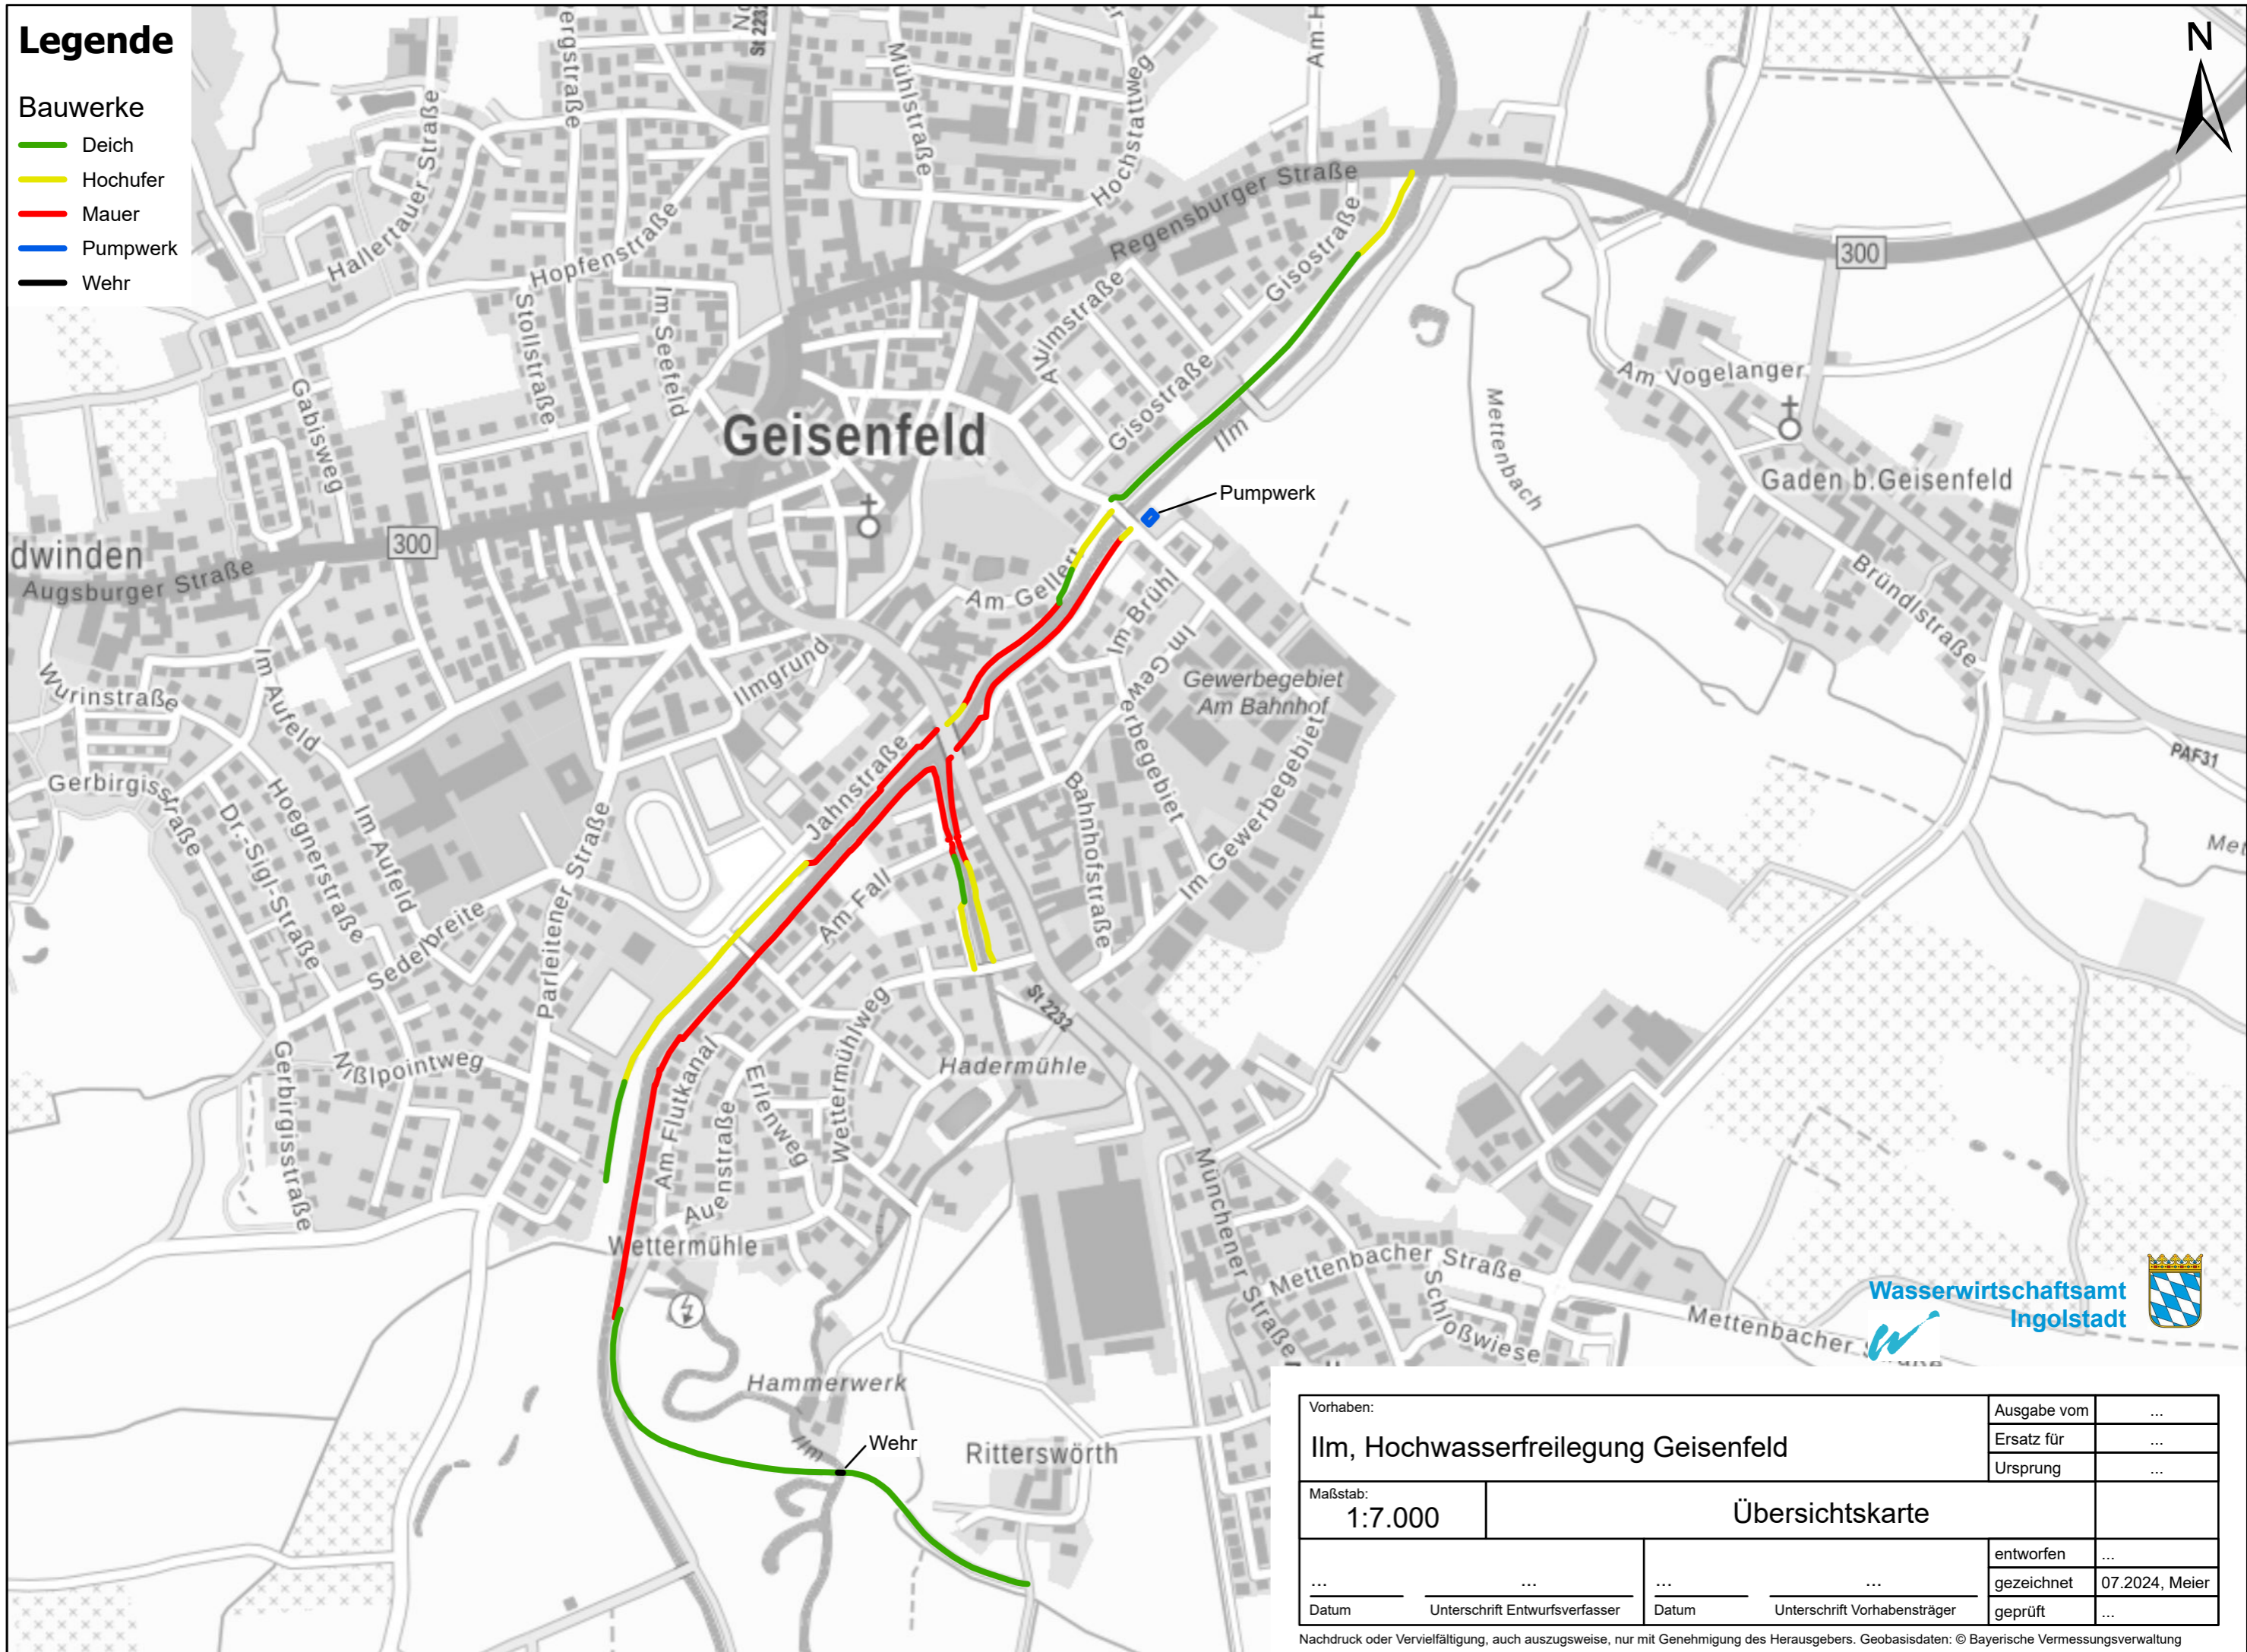 Legende
Bauwerke
Deich
Hochufer
Mauer
Pumpwerk
Wehr
N
St 2232
Mühlstraße
Hochstattweg
Hallertauer Straße
Hopfenstraße
Stollstraße
Im Seefeld
Gabisweg
Regensburger Straße
Gisostraße
Gisostraße
300
Am Vogelanger
Mettenbach
Gaden b.Geisenfeld
Bründlstraße
PAF31
Geisenfeld
Ilm
Pumpwerk
300
dwinden
Augsburger Straße
Am Gellert
Im Brühl
Im Gewerbegebiet
Gewerbegebiet
Am Bahnhof
Wurinstraße
Im Aufeld
Ilmgrund
Gerbirgisstraße
Hoegnerstraße
Dr.-Sigl-Straße
Im Aufeld
Jahnstraße
Bahnhofstraße
Im Gewerbegebiet
Parleitener Straße
Am Fall
Sedelbreite
Gerbirgisstraße
St 2232
Hadermühle
Wettermühlweg
Erlenweg
Am Flutkanal
Auenstraße
Wettermühle
Münchener Straße
Mettenbacher Straße
Schloßwiese
Mettenbacher
Hammerwerk
Ilm
Wehr
Ritterswörth
Wasserwirtschaftsamt
Ingolstadt
Vorhaben:
Ilm, Hochwasserfreilegung Geisenfeld
Ausgabe vom ...
Ersatz für ...
Ursprung ...
Maßstab:
1:7.000
Übersichtskarte
entworfen ...
gezeichnet 07.2024, Meier
geprüft ...
... ... ... ...
Datum Unterschrift Entwurfsverfasser Datum Unterschrift Vorhabensträger
Nachdruck oder Vervielfältigung, auch auszugsweise, nur mit Genehmigung des Herausgebers. Geobasisdaten: © Bayerische Vermessungsverwaltung